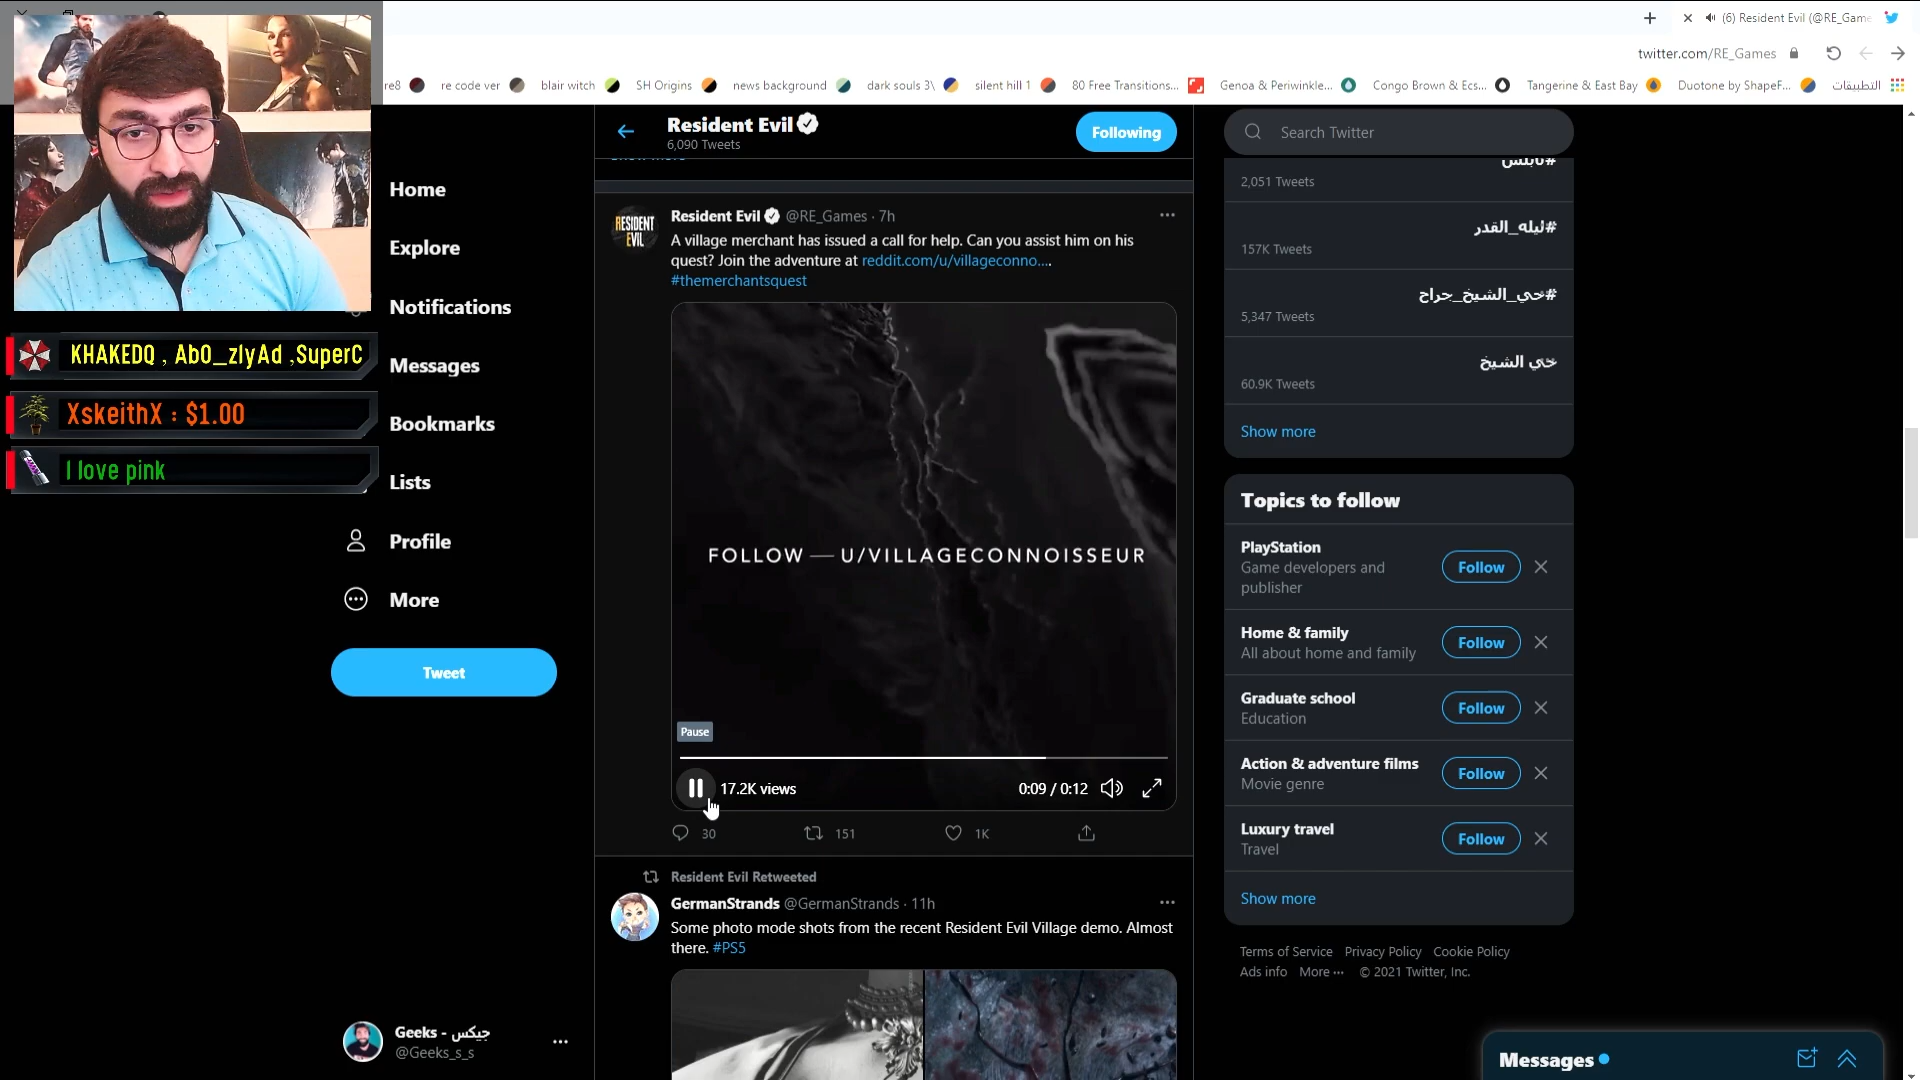 (6) Resident Evil (@RE_Game
twitter.com/RE_Games
re8
re code ver
blair witch
SH Origins
news background
dark souls 3\
silent hill 1
80 Free Transitions...
Genoa & Periwinkle...
Congo Brown & Ecs...
Tangerine & East Bay
Duotone by ShapeF...
التطبيقات
KHAKEDQ , Ab0_zIyAd ,SuperC
XskeithX : $1.00
I love pink
Home
Explore
Notifications
Messages
Bookmarks
Lists
Profile
More
Tweet
Geeks - جيكس
@Geeks_s_s
Resident Evil
6,090 Tweets
Following
Show more
RESIDENT
EVIL
Resident Evil @RE_Games · 7h
A village merchant has issued a call for help. Can you assist him on his
quest? Join the adventure at reddit.com/u/villageconno....
#themerchantsquest
FOLLOW — U/VILLAGECONNOISSEUR
Pause
17.2K views
0:09 / 0:12
30
151
1K
Resident Evil Retweeted
GermanStrands @GermanStrands · 11h
Some photo mode shots from the recent Resident Evil Village demo. Almost
there. #PS5
Search Twitter
2,051 Tweets
#ليله_القدر
157K Tweets
#حي_الشيخ_جراح
5,347 Tweets
حي الشيخ
60.9K Tweets
Show more
Topics to follow
PlayStation
Game developers and
publisher
Follow
Home & family
All about home and family
Follow
Graduate school
Education
Follow
Action & adventure films
Movie genre
Follow
Luxury travel
Travel
Follow
Show more
Terms of Service Privacy Policy Cookie Policy
Ads info More ··· © 2021 Twitter, Inc.
Messages